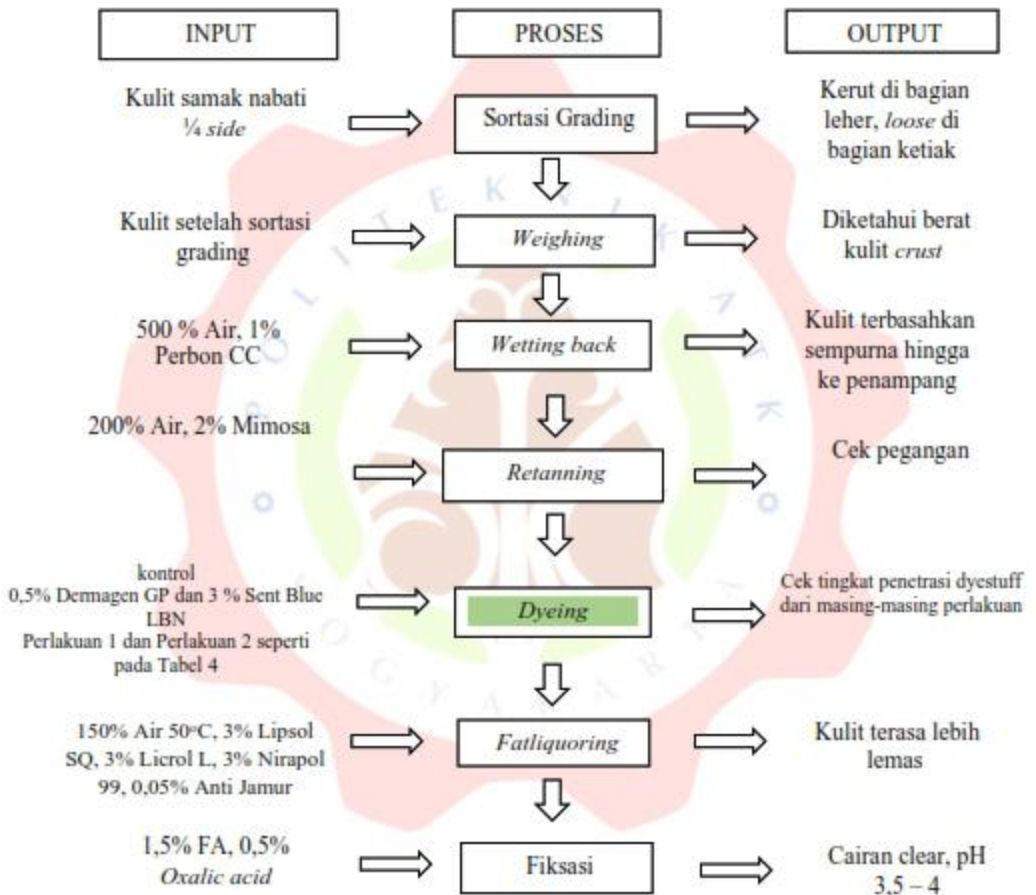 INPUT
PROSES
OUTPUT
Kulit samak nabati
¼ side
Sortasi Grading
Kerut di bagian
leher, loose di
bagian ketiak
Kulit setelah sortasi
grading
Weighing
Diketahui berat
kulit crust
500 % Air, 1%
Perbon CC
Wetting back
Kulit terbasahkan
sempurna hingga
ke penampang
200% Air, 2% Mimosa
Retanning
Cek pegangan
kontrol
0,5% Dermagen GP dan 3 % Sent Blue
LBN
Perlakuan 1 dan Perlakuan 2 seperti
pada Tabel 4
Dyeing
Cek tingkat penetrasi dyestuff
dari masing-masing perlakuan
150% Air 50°C, 3% Lipsol
SQ, 3% Licrol L, 3% Nirapol
99, 0,05% Anti Jamur
Fatliquoring
Kulit terasa lebih
lemas
1,5% FA, 0,5%
Oxalic acid
Fiksasi
Cairan clear, pH
3,5 – 4
POLITEKNIK ATK
YOGYAKARTA